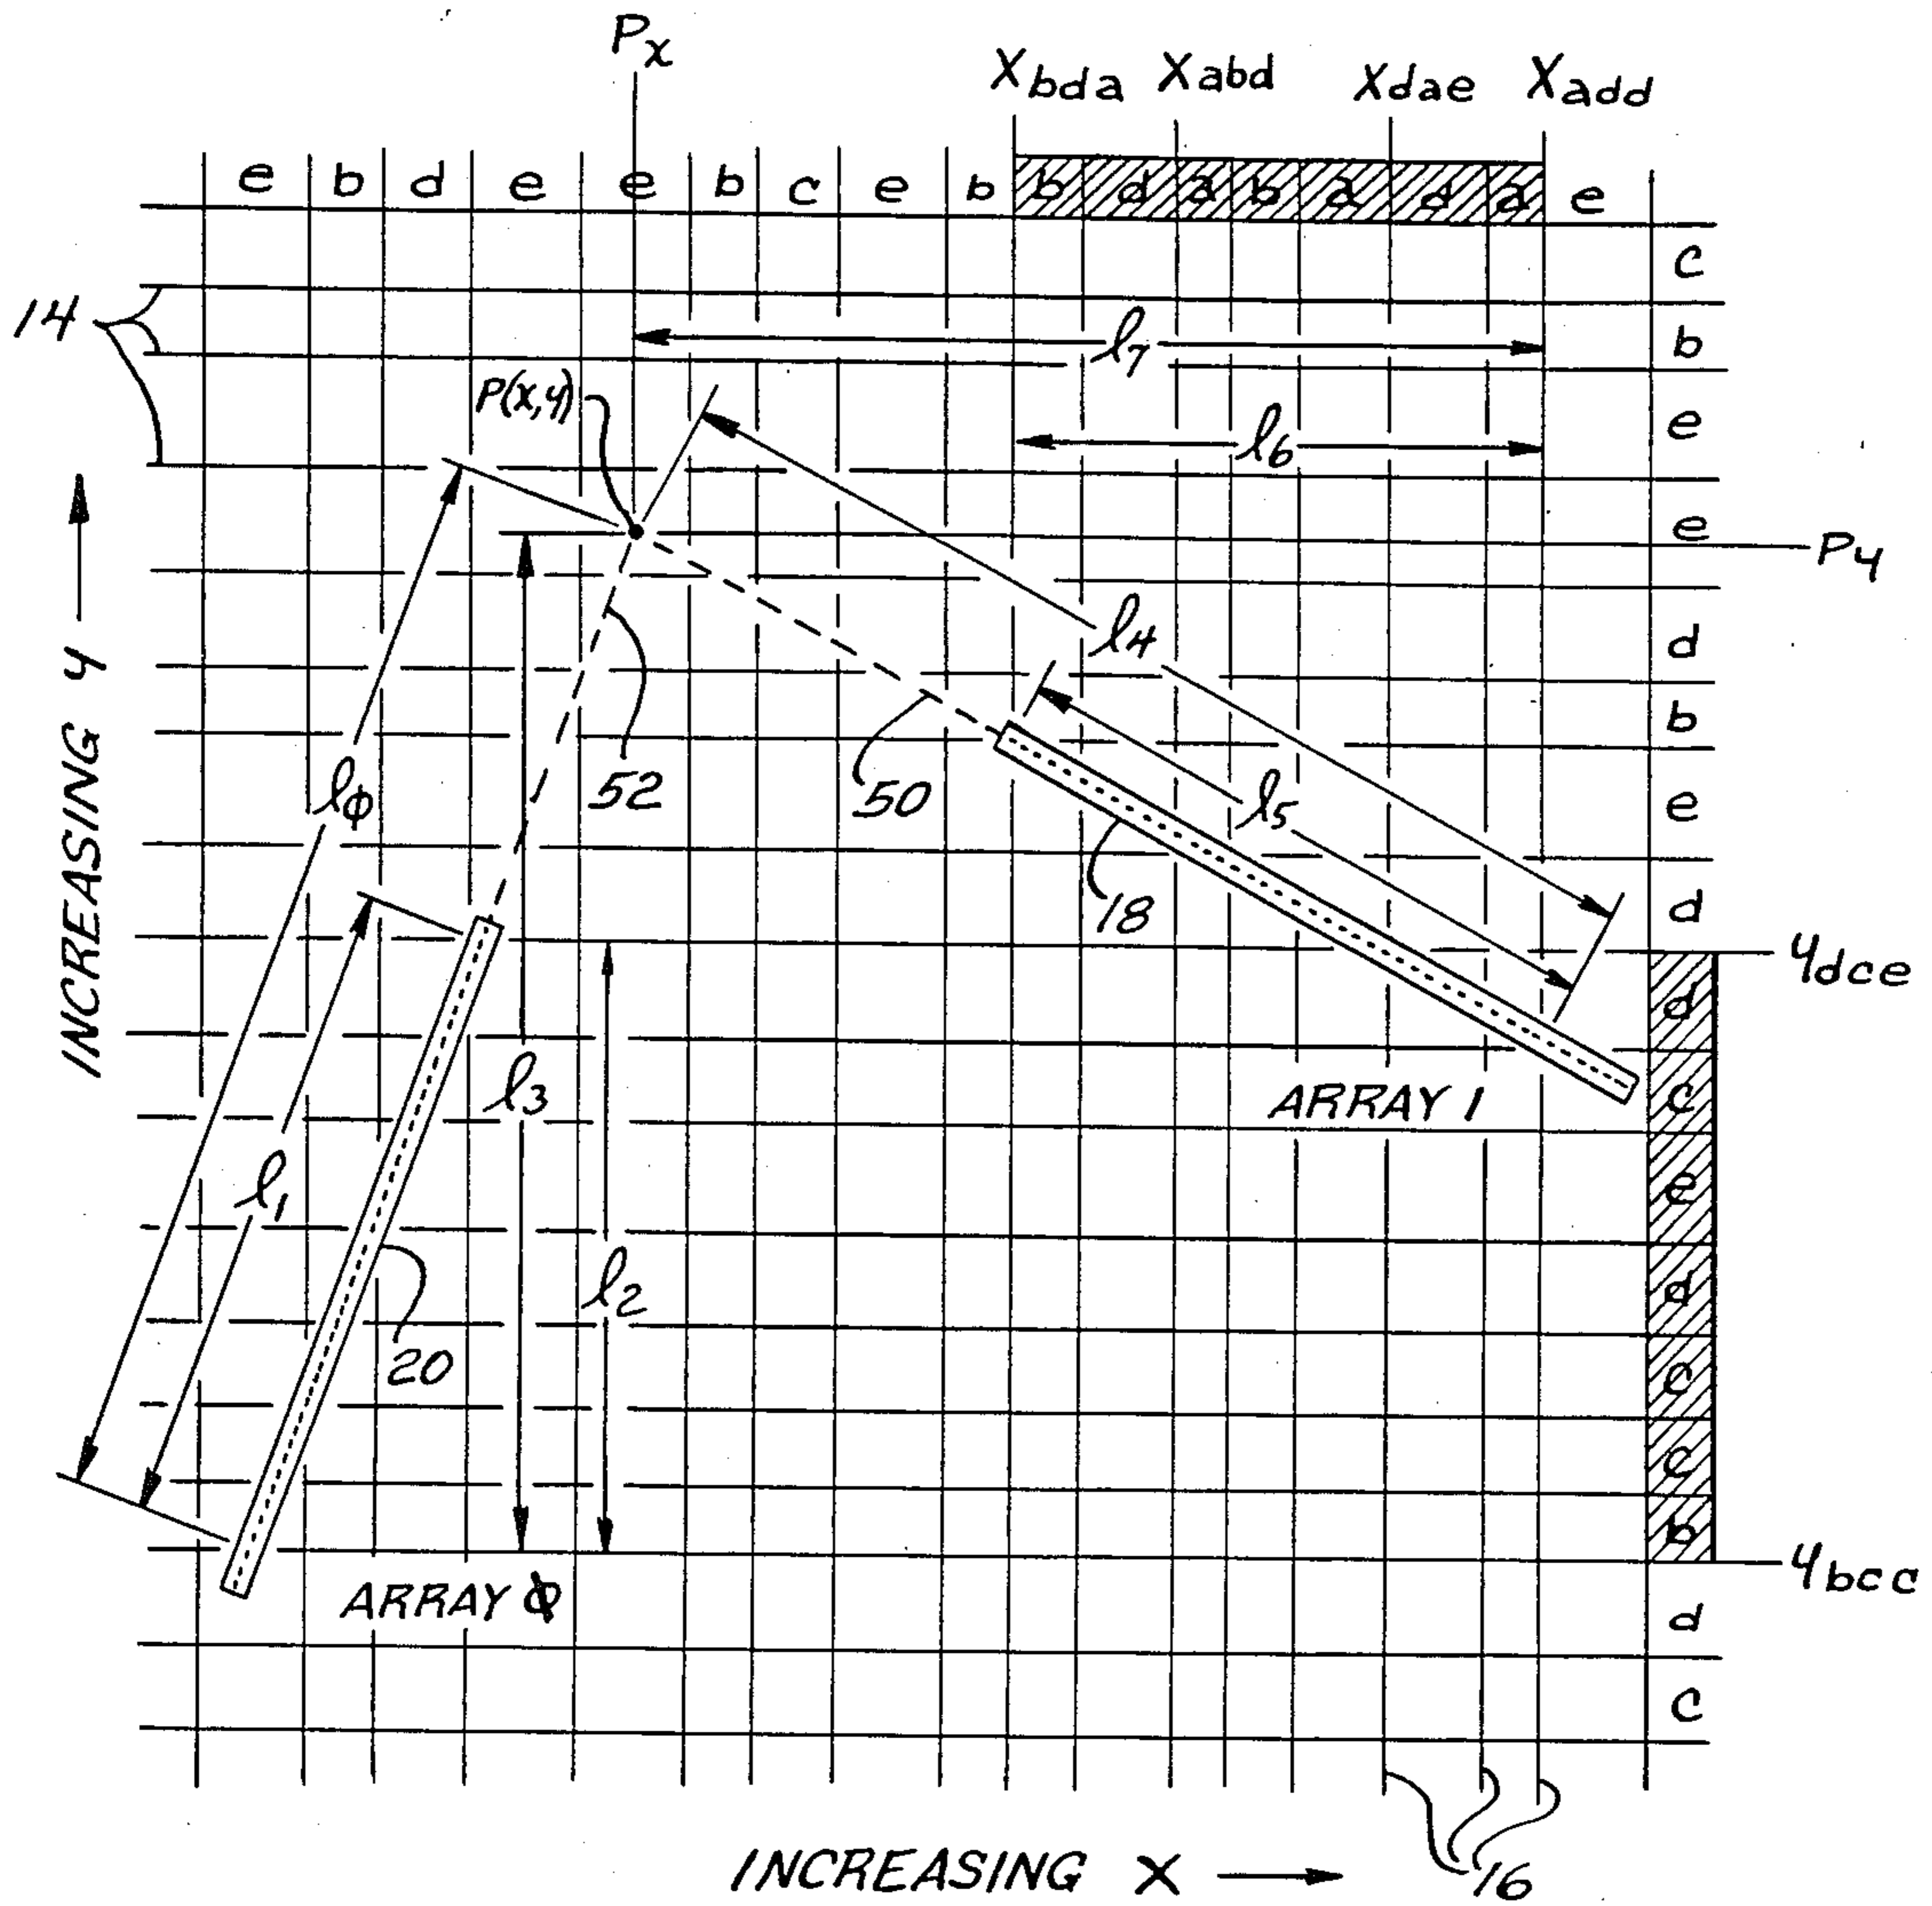 Px
Xbda Xabd Xdae Xadd
e b d e e b c e b b d a b a d a e
c
14
l7
b
P(x,y)
l6
e
e
Py
l4
d
b
52
50
l5
e
lφ
18
d
INCREASING y
ydce
d
l3
ARRAY 1
c
l1
e
l2
d
20
c
c
b
ybcc
ARRAY φ
d
c
INCREASING X
16